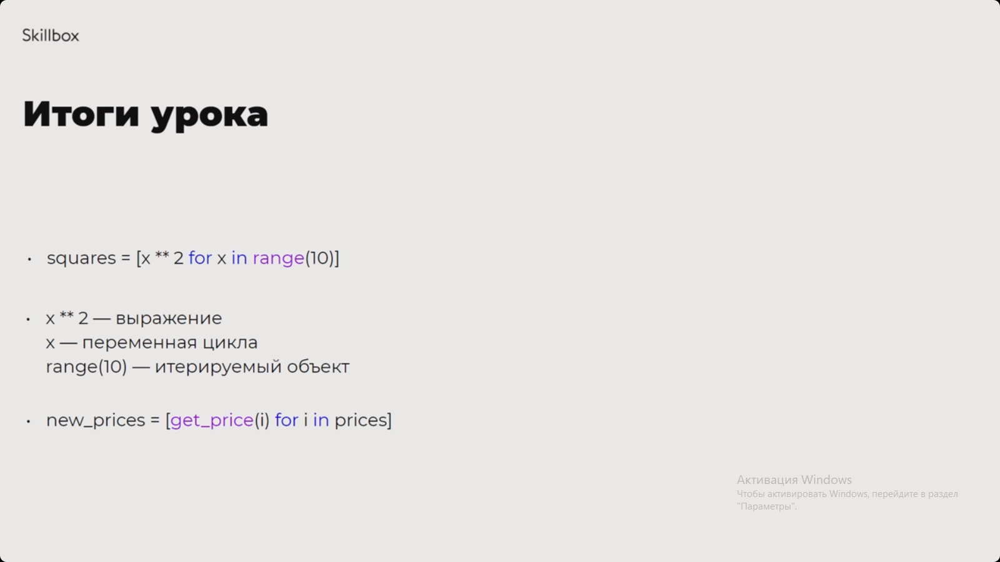 Skillbox
Итоги урока
• squares = [x ** 2 for x in range(10)]
• x ** 2 — выражение
x — переменная цикла
range(10) — итерируемый объект
• new_prices = [get_price(i) for i in prices]
Активация Windows
Чтобы активировать Windows, перейдите в раздел
"Параметры".